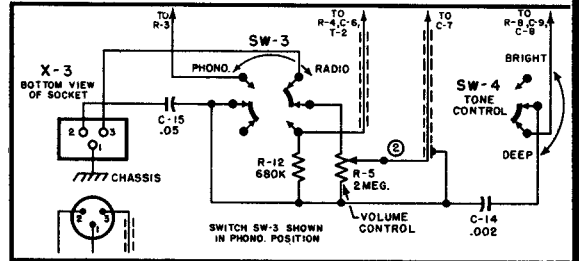 TO
R-3
TO
R-4, C-6,
T-2
TO
C-7
TO
R-8, C-9,
C-8
SW-3
PHONO.
RADIO
BRIGHT
X-3
BOTTOM VIEW
OF SOCKET
SW-4
TONE
CONTROL
2
3
1
C-15
.05
DEEP
CHASSIS
R-12
680K
2
R-5
2 MEG.
VOLUME
CONTROL
C-14
.002
2
3
1
SWITCH SW-3 SHOWN
IN PHONO. POSITION